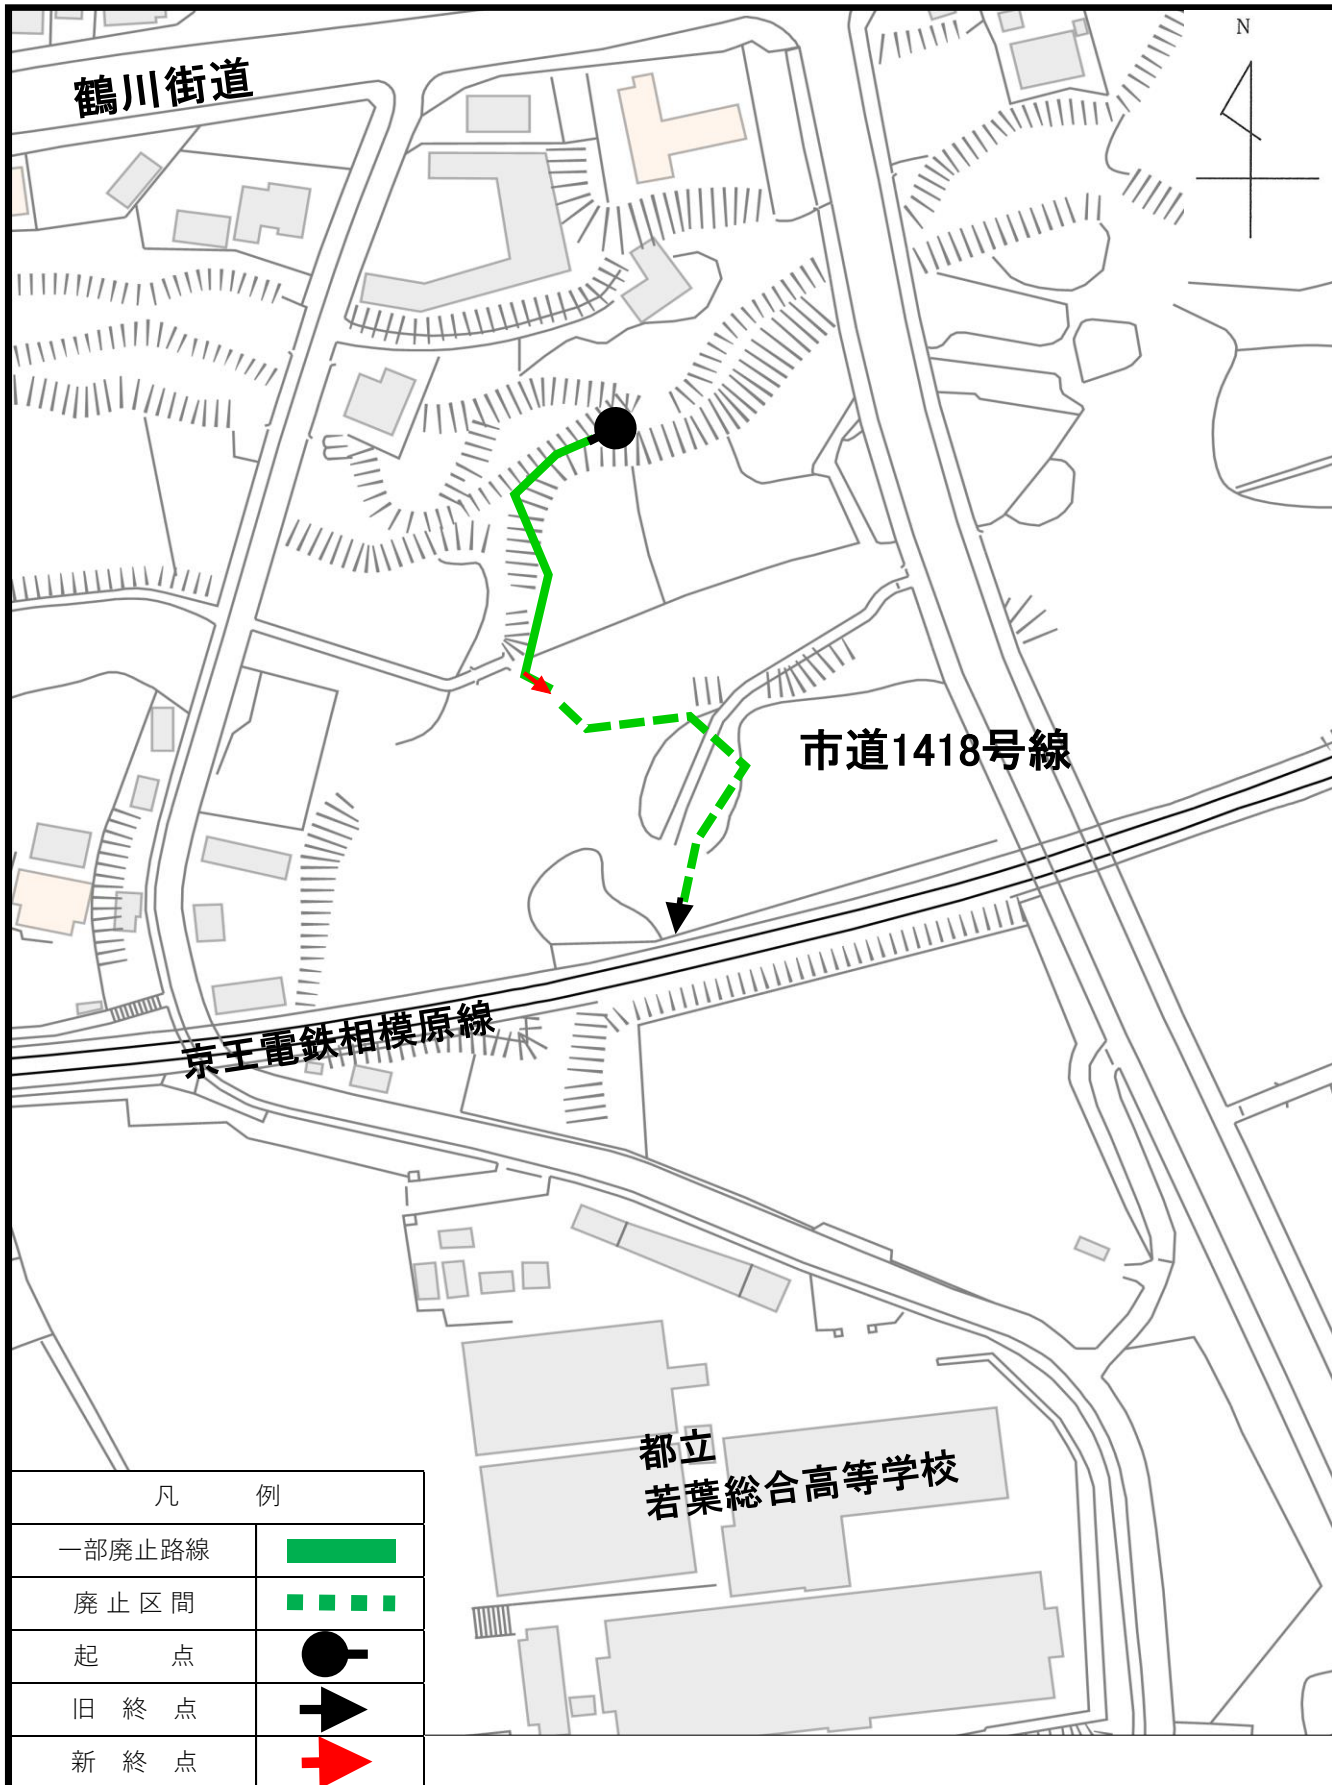 鶴川街道
N
市道1418号線
京王電鉄相模原線
都立
若葉総合高等学校
凡 例
一部廃止路線
廃止区間
起 点
旧 終 点
新 終 点